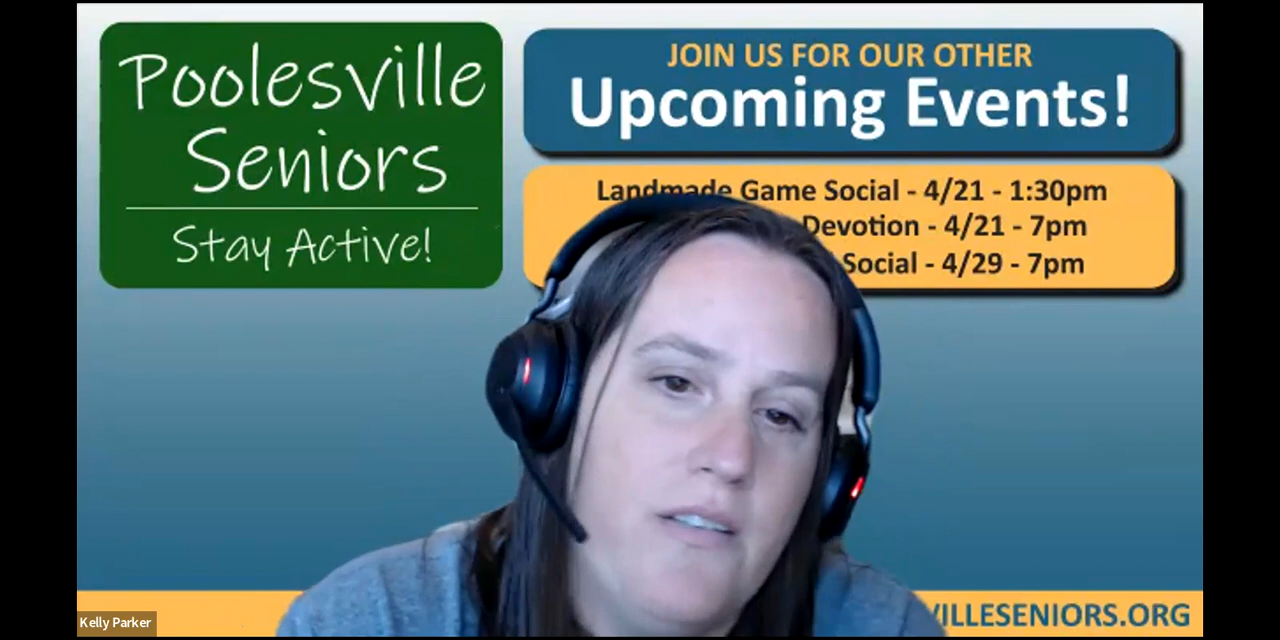 Poolesville
Seniors
Stay Active!
JOIN US FOR OUR OTHER
Upcoming Events!
Landmade Game Social - 4/21 - 1:30pm
Devotion - 4/21 - 7pm
Social - 4/29 - 7pm
VILLESENIORS.ORG
Kelly Parker